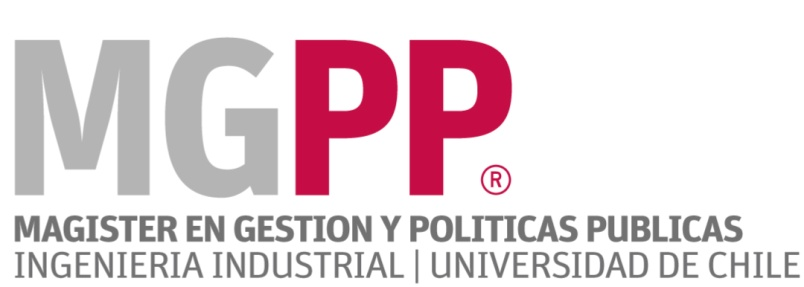 MGPP®
MAGISTER EN GESTION Y POLITICAS PUBLICAS
INGENIERIA INDUSTRIAL | UNIVERSIDAD DE CHILE